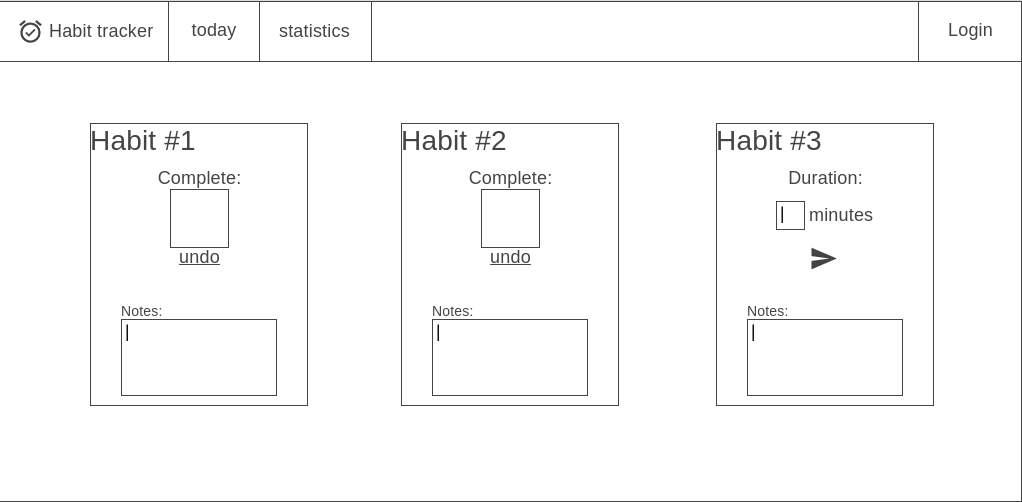 Habit tracker today statistics Login
Habit #1
Complete:
undo
Notes:
Habit #2
Complete:
undo
Notes:
Habit #3
Duration:
minutes
Notes: